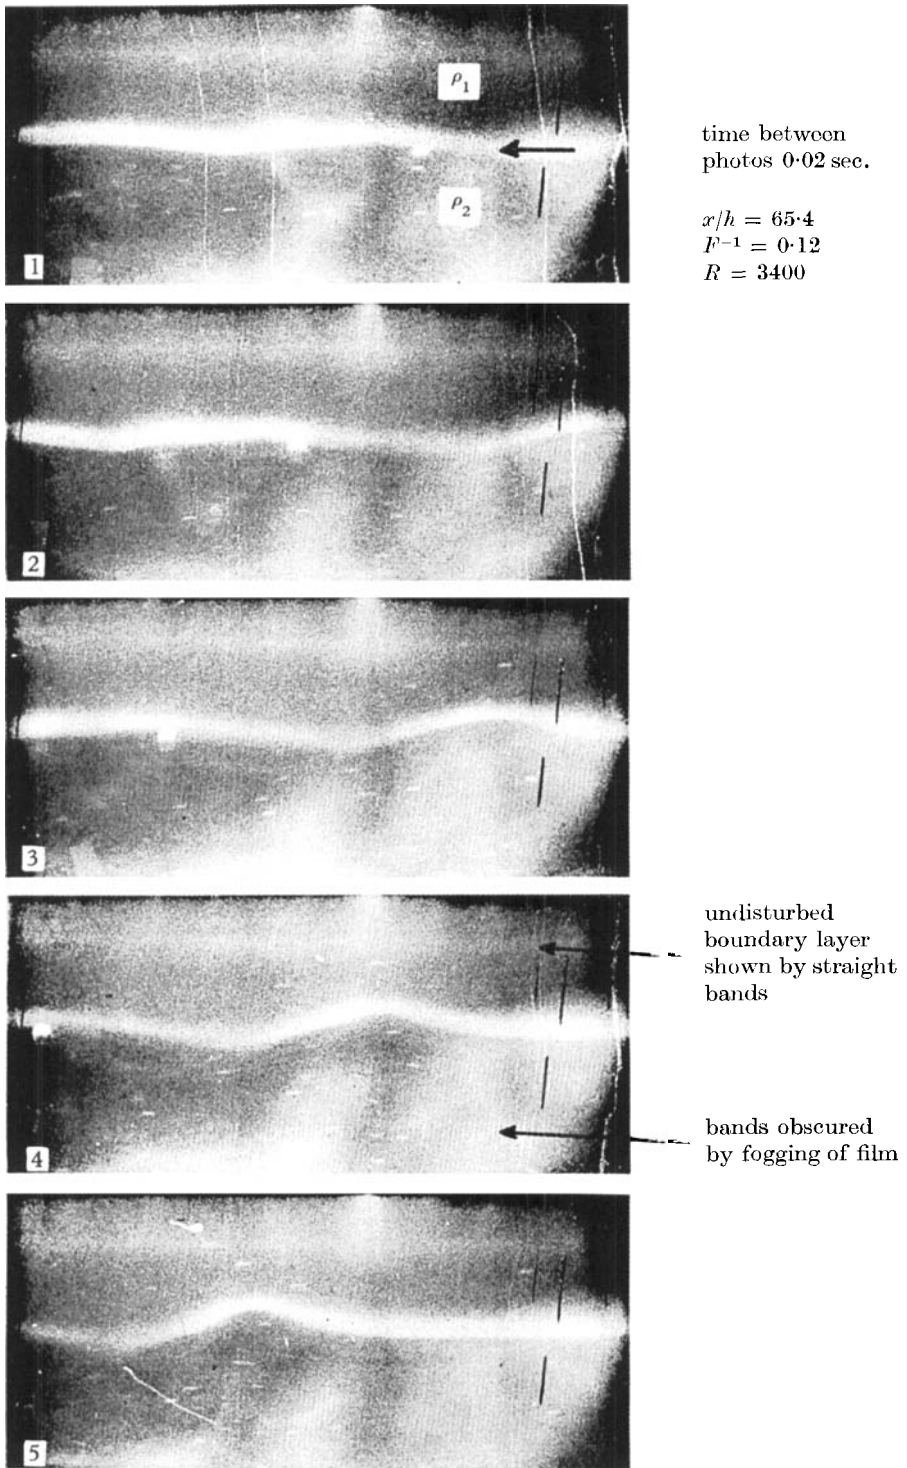 ρ1
ρ2
1
time between
photos 0·02 sec.
x/h = 65·4
F⁻¹ = 0·12
R = 3400
2
3
undisturbed
boundary layer
shown by straight
bands
4
bands obscured
by fogging of film
5